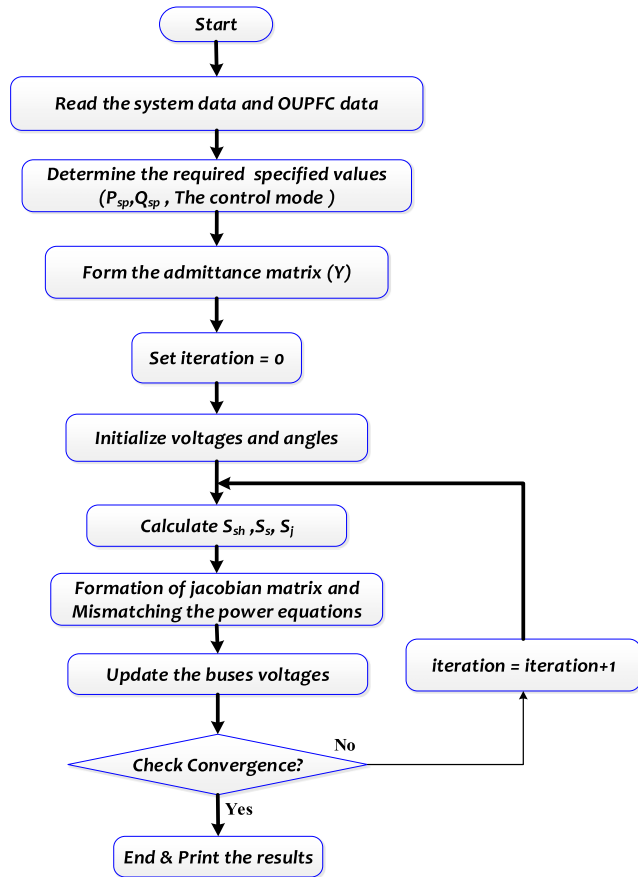 Start
Read the system data and OUPFC data
Determine the required specified values
(Psp,Qsp , The control mode )
Form the admittance matrix (Y)
Set iteration = 0
Initialize voltages and angles
Calculate Ssh ,Ss, Sj
Formation of jacobian matrix and
Mismatching the power equations
Update the buses voltages
iteration = iteration+1
Check Convergence?
No
Yes
End & Print the results